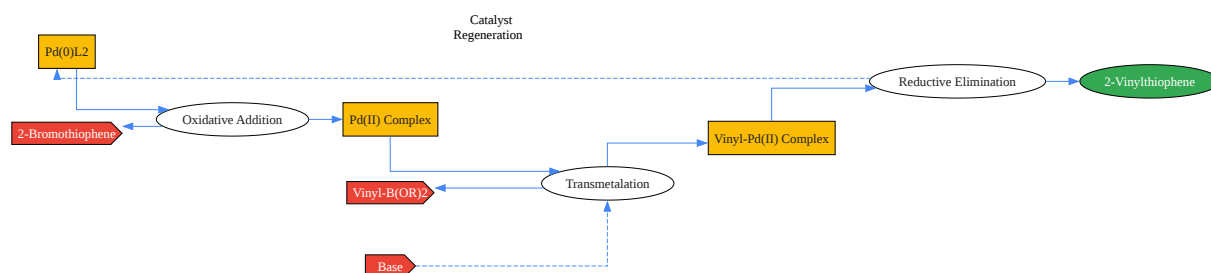 Catalyst
Regeneration
Pd(0)L2
Reductive Elimination
2-Vinylthiophene
Oxidative Addition
Pd(II) Complex
2-Bromothiophene
Vinyl-Pd(II) Complex
Transmetalation
Vinyl-B(OR)2
Base